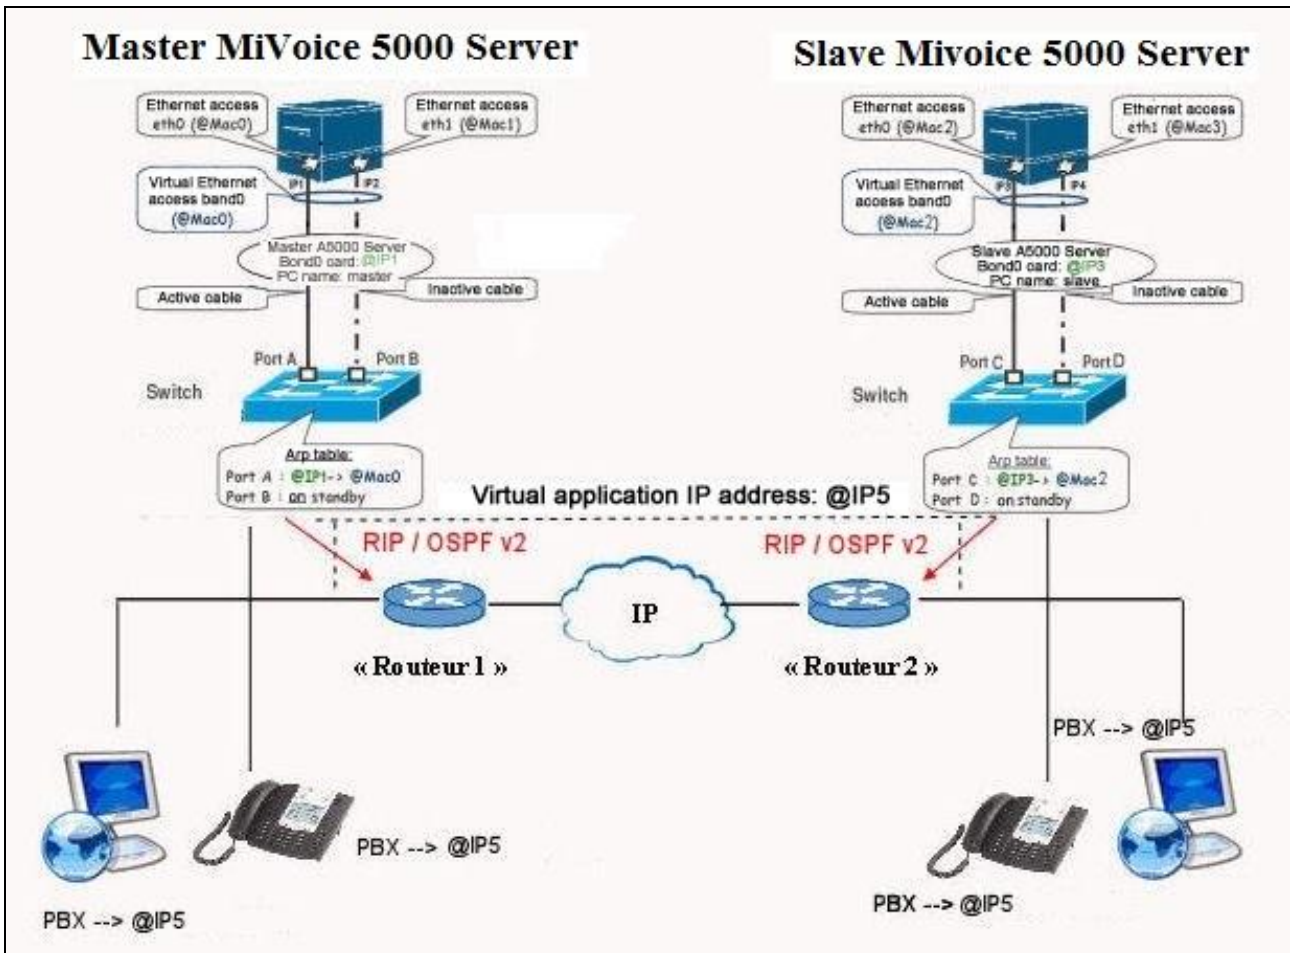 Master MiVoice 5000 Server
Slave Mivoice 5000 Server
Ethernet access
eth0 (@Mac0)
Ethernet access
eth1 (@Mac1)
Ethernet access
eth0 (@Mac2)
Ethernet access
eth1 (@Mac3)
IP1
IP2
IP3
IP4
Virtual Ethernet
access band0
(@Mac0)
Virtual Ethernet
access band0
(@Mac2)
Master A5000 Server
Bond0 card: @IP1
PC name: master
Slave A5000 Server
Bond0 card: @IP3
PC name: slave
Active cable
Inactive cable
Active cable
Inactive cable
Port A
Port B
Port C
Port D
Switch
Switch
Arp table:
Port A : @IP1-> @Mac0
Port B : on standby
Arp table:
Port C : @IP3-> @Mac2
Port D : on standby
Virtual application IP address: @IP5
RIP / OSPF v2
RIP / OSPF v2
IP
« Routeur 1 »
« Routeur 2 »
PBX --> @IP5
PBX --> @IP5
PBX --> @IP5
PBX --> @IP5